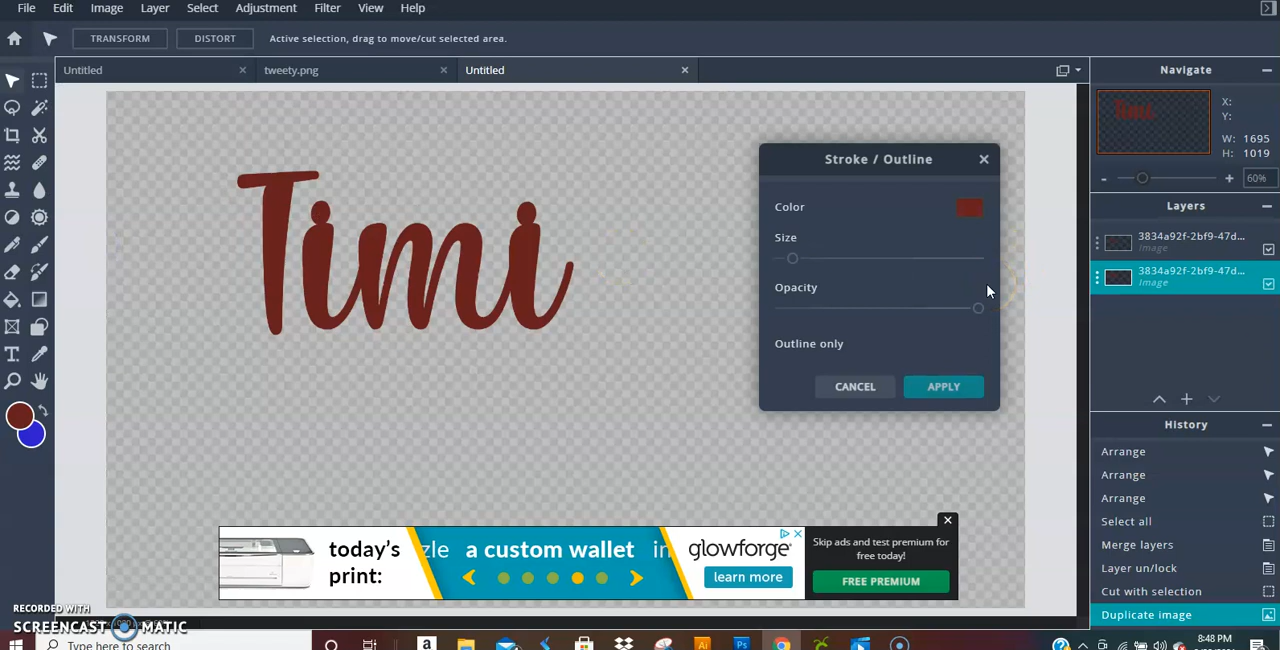 File Edit Image Layer Select Adjustment Filter View Help
TRANSFORM DISTORT Active selection, drag to move/cut selected area.
Untitled tweety.png Untitled
Navigate
X:
Y:
W: 1695
H: 1019
60%
Layers
3834a92f-2bf9-47d...
Image
3834a92f-2bf9-47d...
Image
Timi
Stroke / Outline
Color
Size
Opacity
Outline only
CANCEL APPLY
History
Arrange
Arrange
Arrange
Select all
Merge layers
Layer un/lock
Cut with selection
Duplicate image
today's
print:
zle a custom wallet in
glowforge
learn more
Skip ads and test premium for
free today!
FREE PREMIUM
RECORDED WITH
SCREENCAST MATIC
Type here to search
8:48 PM